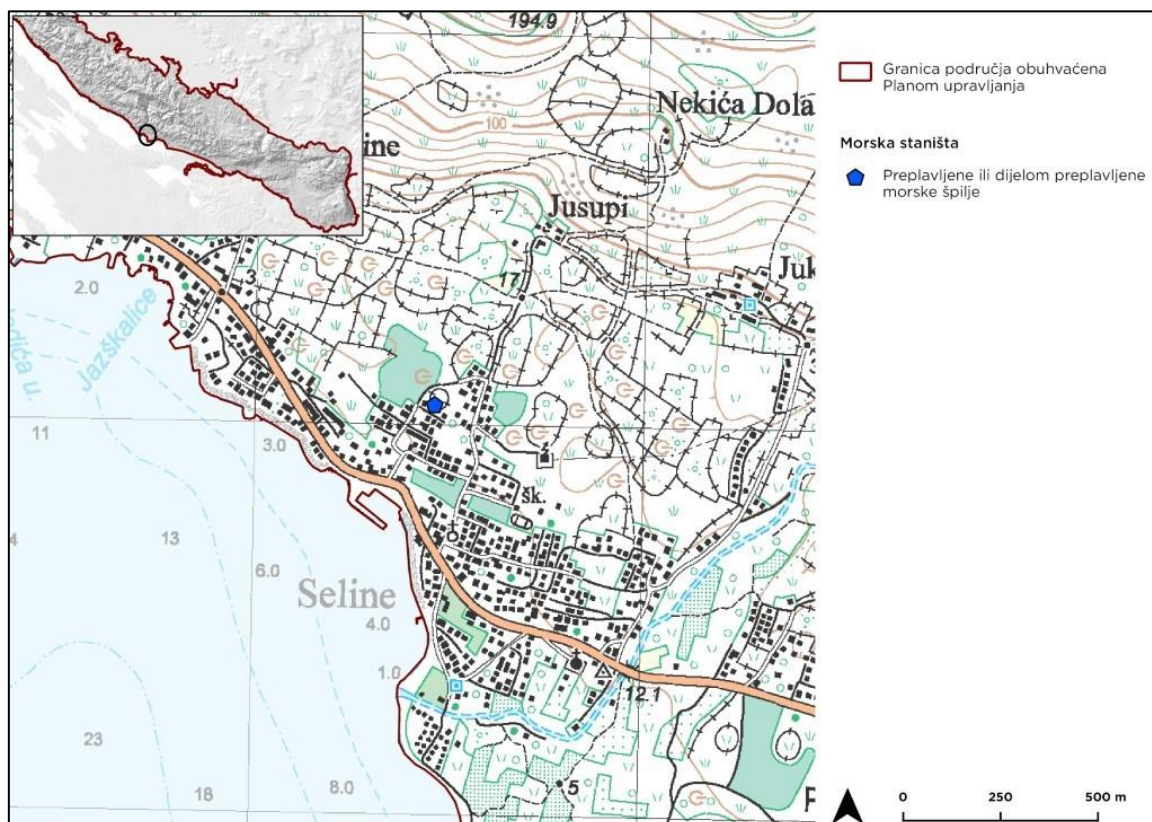 194.9
Nekića Dola
100
ine
Jusupi
17
Juk
2.0
Jazškalice
3
11
3.0
šk.
13
6.0
Seline
4.0
1.0
12.1
23
18
8.0
5
Granica područja obuhvaćena
Planom upravljanja
Morska staništa
Preplavljene ili dijelom preplavljene
morske špilje
0 250 500 m